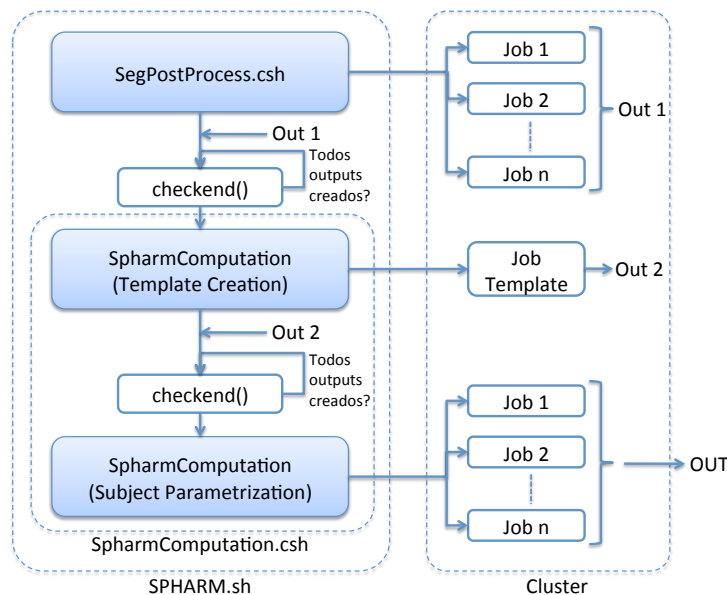 SegPostProcess.csh
Out 1
Todos
outputs
creados?
checkend()
SpharmComputation
(Template Creation)
Out 2
Todos
outputs
creados?
checkend()
SpharmComputation
(Subject Parametrization)
SpharmComputation.csh
SPHARM.sh
Job 1
Job 2
Job n
Out 1
Job
Template
Out 2
Job 1
Job 2
Job n
OUT
Cluster